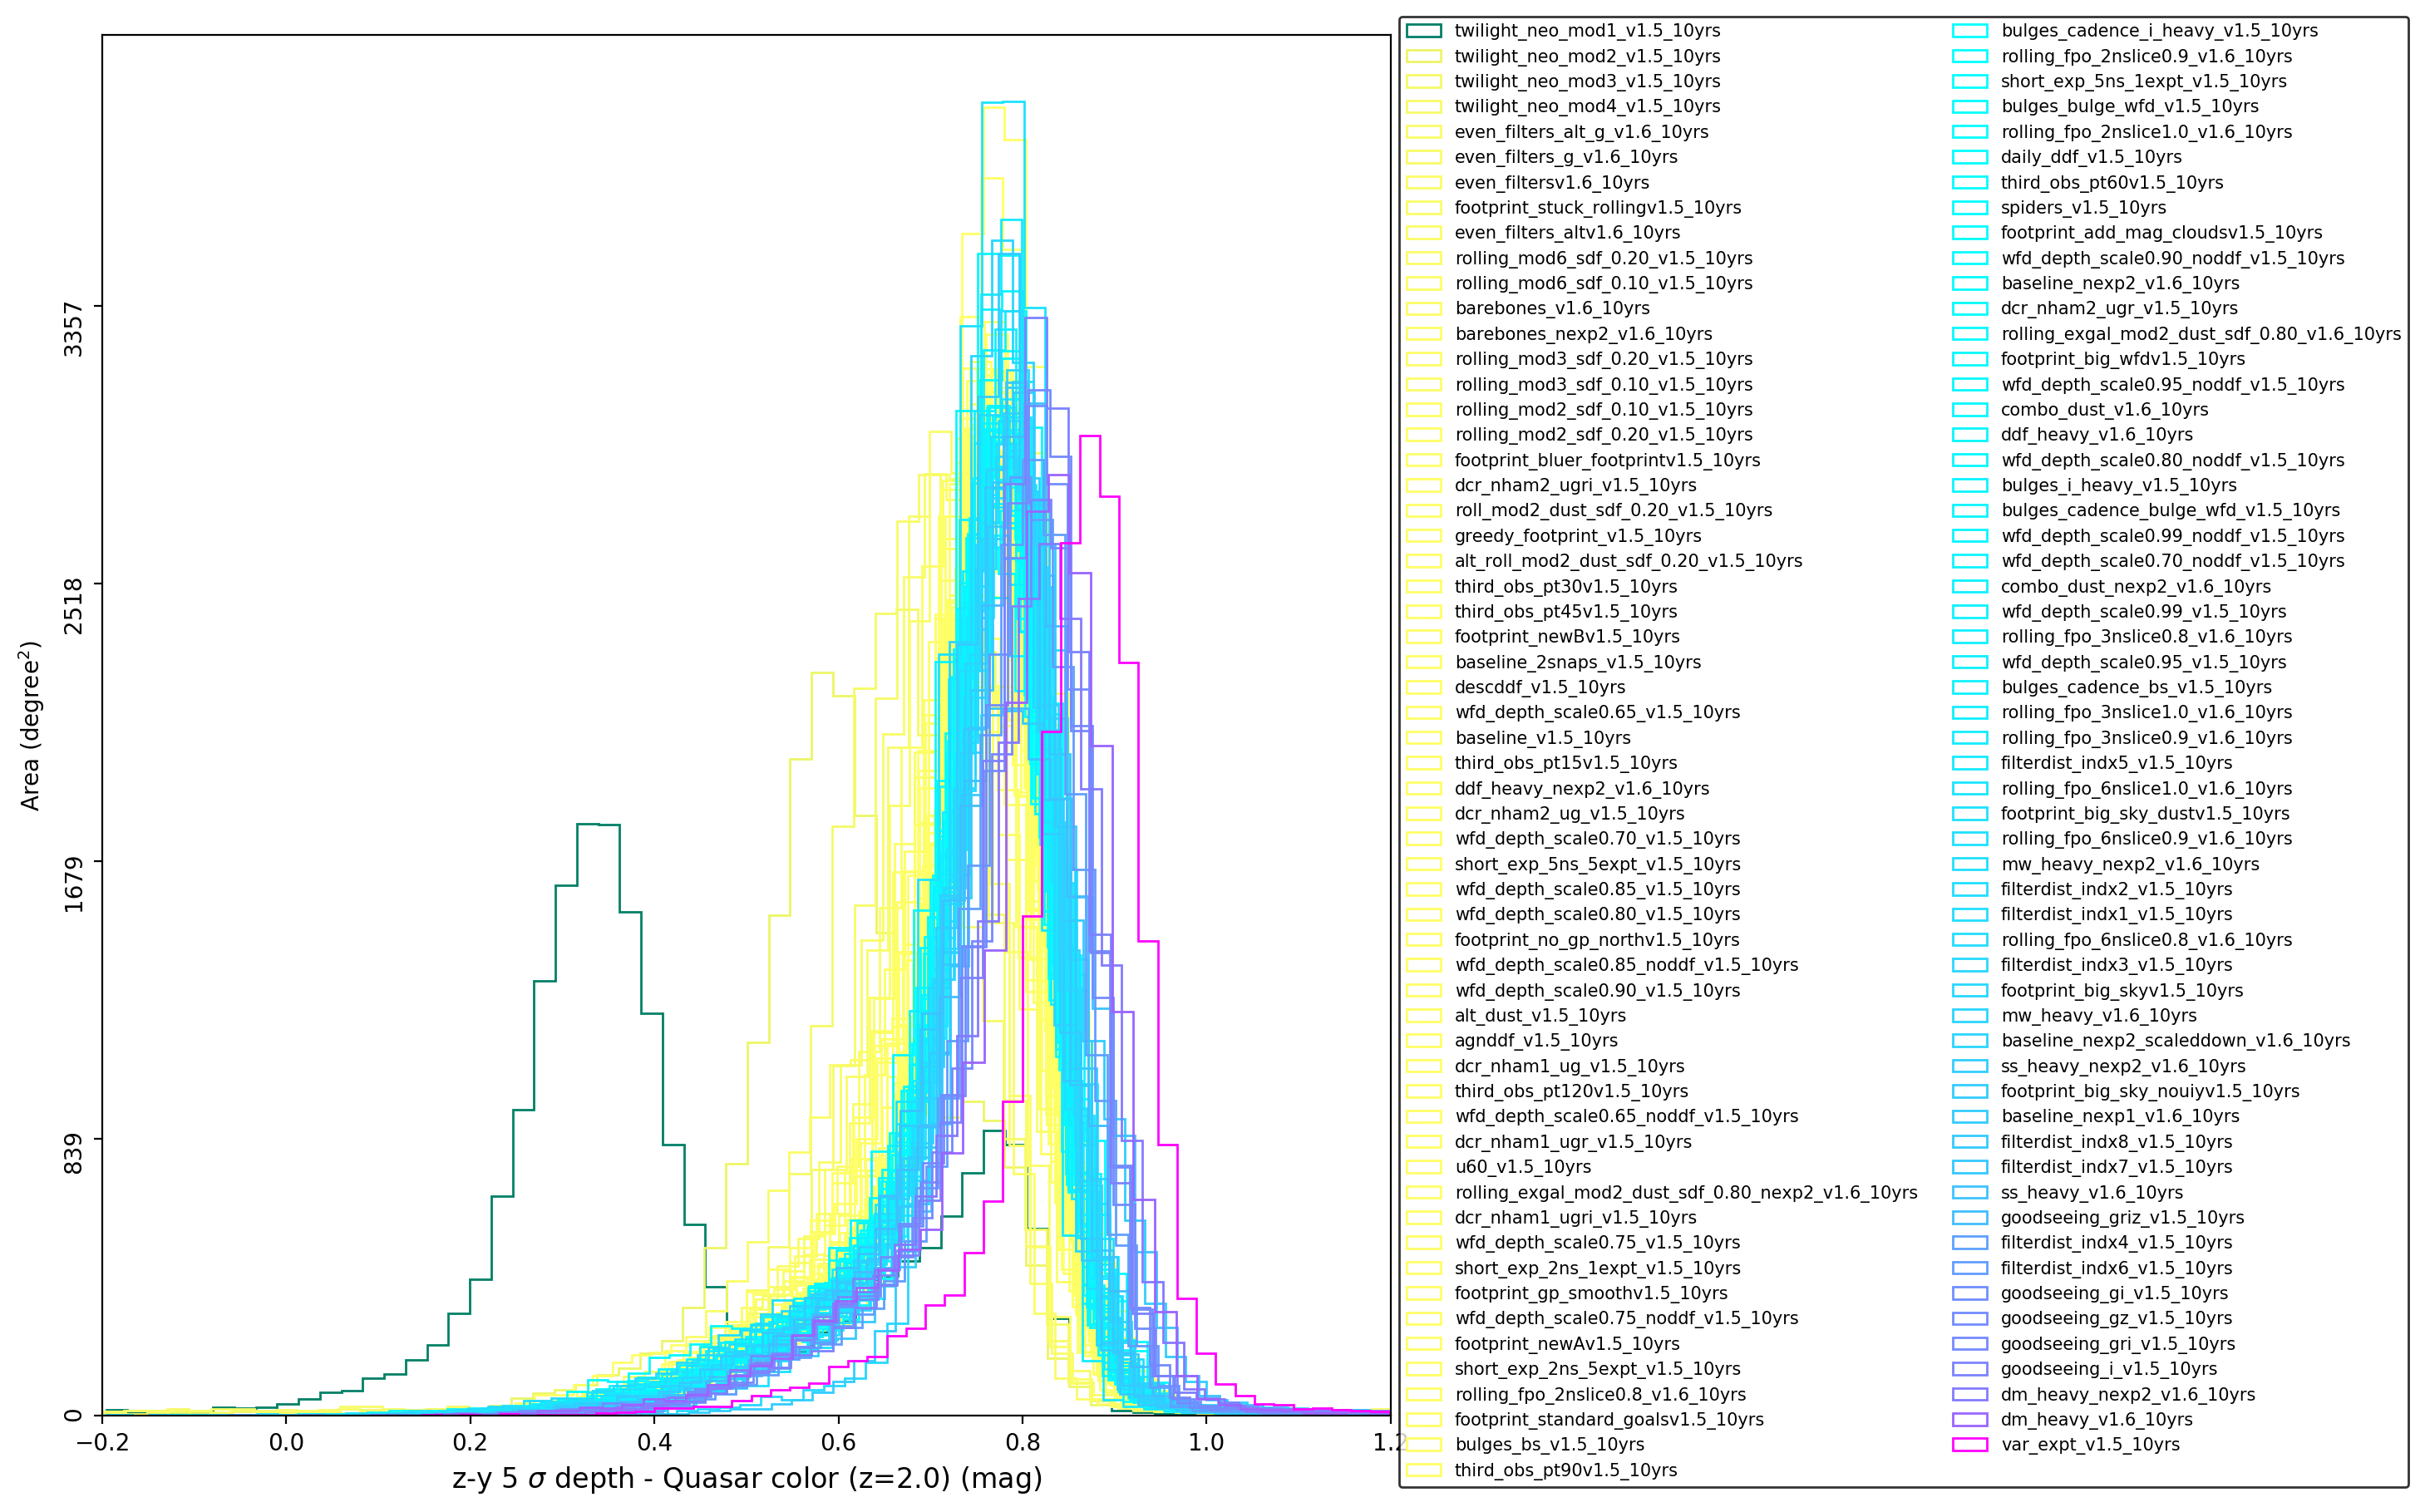 3357
2518
1679
839
0
Area (degree²)
−0.2 0.0 0.2 0.4 0.6 0.8 1.0 1.2
z-y 5 σ depth - Quasar color (z=2.0) (mag)
twilight_neo_mod1_v1.5_10yrs
twilight_neo_mod2_v1.5_10yrs
twilight_neo_mod3_v1.5_10yrs
twilight_neo_mod4_v1.5_10yrs
even_filters_alt_g_v1.6_10yrs
even_filters_g_v1.6_10yrs
even_filtersv1.6_10yrs
footprint_stuck_rollingv1.5_10yrs
even_filters_altv1.6_10yrs
rolling_mod6_sdf_0.20_v1.5_10yrs
rolling_mod6_sdf_0.10_v1.5_10yrs
barebones_v1.6_10yrs
barebones_nexp2_v1.6_10yrs
rolling_mod3_sdf_0.20_v1.5_10yrs
rolling_mod3_sdf_0.10_v1.5_10yrs
rolling_mod2_sdf_0.10_v1.5_10yrs
rolling_mod2_sdf_0.20_v1.5_10yrs
footprint_bluer_footprintv1.5_10yrs
dcr_nham2_ugri_v1.5_10yrs
roll_mod2_dust_sdf_0.20_v1.5_10yrs
greedy_footprint_v1.5_10yrs
alt_roll_mod2_dust_sdf_0.20_v1.5_10yrs
third_obs_pt30v1.5_10yrs
third_obs_pt45v1.5_10yrs
footprint_newBv1.5_10yrs
baseline_2snaps_v1.5_10yrs
descddf_v1.5_10yrs
wfd_depth_scale0.65_v1.5_10yrs
baseline_v1.5_10yrs
third_obs_pt15v1.5_10yrs
ddf_heavy_nexp2_v1.6_10yrs
dcr_nham2_ug_v1.5_10yrs
wfd_depth_scale0.70_v1.5_10yrs
short_exp_5ns_5expt_v1.5_10yrs
wfd_depth_scale0.85_v1.5_10yrs
wfd_depth_scale0.80_v1.5_10yrs
footprint_no_gp_northv1.5_10yrs
wfd_depth_scale0.85_noddf_v1.5_10yrs
wfd_depth_scale0.90_v1.5_10yrs
alt_dust_v1.5_10yrs
agnddf_v1.5_10yrs
dcr_nham1_ug_v1.5_10yrs
third_obs_pt120v1.5_10yrs
wfd_depth_scale0.65_noddf_v1.5_10yrs
dcr_nham1_ugr_v1.5_10yrs
u60_v1.5_10yrs
rolling_exgal_mod2_dust_sdf_0.80_nexp2_v1.6_10yrs
dcr_nham1_ugri_v1.5_10yrs
wfd_depth_scale0.75_v1.5_10yrs
short_exp_2ns_1expt_v1.5_10yrs
footprint_gp_smoothv1.5_10yrs
wfd_depth_scale0.75_noddf_v1.5_10yrs
footprint_newAv1.5_10yrs
short_exp_2ns_5expt_v1.5_10yrs
rolling_fpo_2nslice0.8_v1.6_10yrs
footprint_standard_goalsv1.5_10yrs
bulges_bs_v1.5_10yrs
third_obs_pt90v1.5_10yrs
bulges_cadence_i_heavy_v1.5_10yrs
rolling_fpo_2nslice0.9_v1.6_10yrs
short_exp_5ns_1expt_v1.5_10yrs
bulges_bulge_wfd_v1.5_10yrs
rolling_fpo_2nslice1.0_v1.6_10yrs
daily_ddf_v1.5_10yrs
third_obs_pt60v1.5_10yrs
spiders_v1.5_10yrs
footprint_add_mag_cloudsv1.5_10yrs
wfd_depth_scale0.90_noddf_v1.5_10yrs
baseline_nexp2_v1.6_10yrs
dcr_nham2_ugr_v1.5_10yrs
rolling_exgal_mod2_dust_sdf_0.80_v1.6_10yrs
footprint_big_wfdv1.5_10yrs
wfd_depth_scale0.95_noddf_v1.5_10yrs
combo_dust_v1.6_10yrs
ddf_heavy_v1.6_10yrs
wfd_depth_scale0.80_noddf_v1.5_10yrs
bulges_i_heavy_v1.5_10yrs
bulges_cadence_bulge_wfd_v1.5_10yrs
wfd_depth_scale0.99_noddf_v1.5_10yrs
wfd_depth_scale0.70_noddf_v1.5_10yrs
combo_dust_nexp2_v1.6_10yrs
wfd_depth_scale0.99_v1.5_10yrs
rolling_fpo_3nslice0.8_v1.6_10yrs
wfd_depth_scale0.95_v1.5_10yrs
bulges_cadence_bs_v1.5_10yrs
rolling_fpo_3nslice1.0_v1.6_10yrs
rolling_fpo_3nslice0.9_v1.6_10yrs
filterdist_indx5_v1.5_10yrs
rolling_fpo_6nslice1.0_v1.6_10yrs
footprint_big_sky_dustv1.5_10yrs
rolling_fpo_6nslice0.9_v1.6_10yrs
mw_heavy_nexp2_v1.6_10yrs
filterdist_indx2_v1.5_10yrs
filterdist_indx1_v1.5_10yrs
rolling_fpo_6nslice0.8_v1.6_10yrs
filterdist_indx3_v1.5_10yrs
footprint_big_skyv1.5_10yrs
mw_heavy_v1.6_10yrs
baseline_nexp2_scaleddown_v1.6_10yrs
ss_heavy_nexp2_v1.6_10yrs
footprint_big_sky_nouiyv1.5_10yrs
baseline_nexp1_v1.6_10yrs
filterdist_indx8_v1.5_10yrs
filterdist_indx7_v1.5_10yrs
ss_heavy_v1.6_10yrs
goodseeing_griz_v1.5_10yrs
filterdist_indx4_v1.5_10yrs
filterdist_indx6_v1.5_10yrs
goodseeing_gi_v1.5_10yrs
goodseeing_gz_v1.5_10yrs
goodseeing_gri_v1.5_10yrs
goodseeing_i_v1.5_10yrs
dm_heavy_nexp2_v1.6_10yrs
dm_heavy_v1.6_10yrs
var_expt_v1.5_10yrs